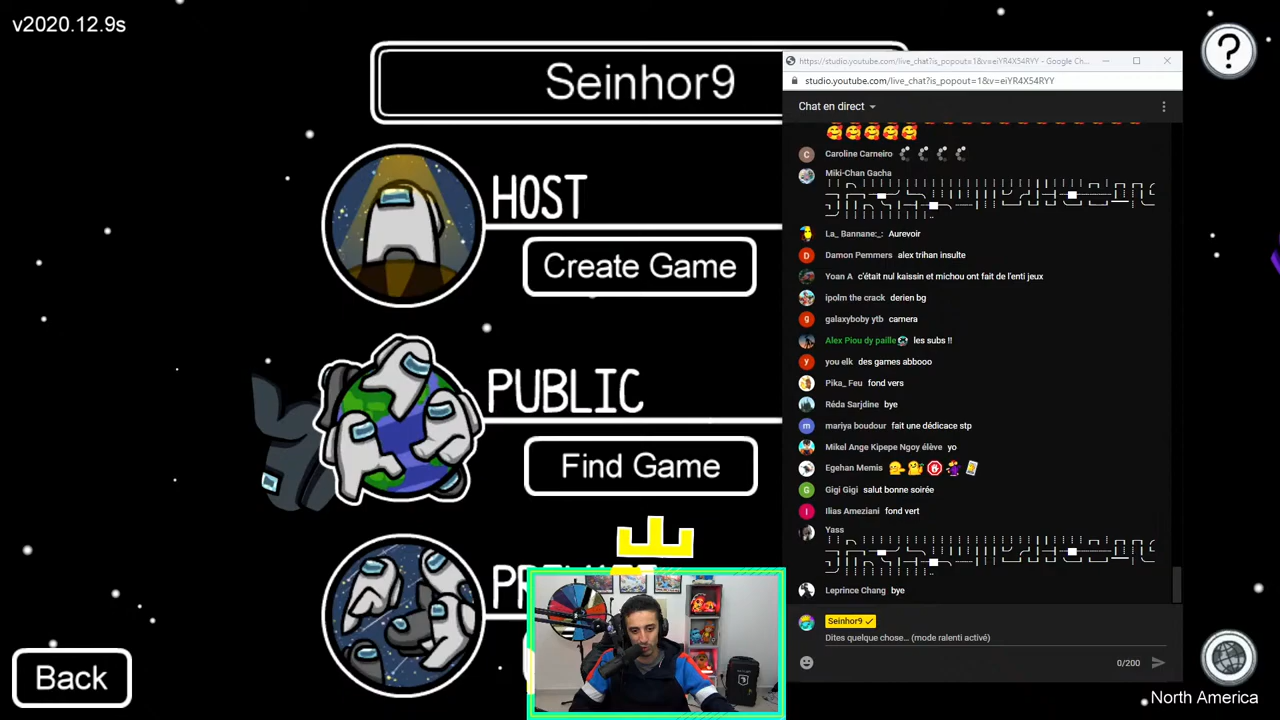 v2020.12.9s
Seinhor9
?
HOST
Create Game
PUBLIC
Find Game
Back
North America
https://studio.youtube.com/live_chat?is_popout=1&v=eiYR4X54RYY - Google Ch...
studio.youtube.com/live_chat?is_popout=1&v=eiYR4X54RYY
Chat en direct
Caroline Carneiro
Miki-Chan Gacha
La_ Bannane:_: Aurevoir
Damon Pemmers alex trihan insulte
Yoan A c'était nul kaissin et michou ont fait de l'enti jeux
ipolm the crack derien bg
galaxyboby ytb camera
Alex Piou dy paille les subs !!
you elk des games abbooo
Pika_ Feu fond vers
Réda Sarjdine bye
mariya boudour fait une dédicace stp
Mikel Ange Kipepe Ngoy élève yo
Egehan Memis
Gigi Gigi salut bonne soirée
Ilias Ameziani fond vert
Yass
Leprince Chang bye
Seinhor9
Dites quelque chose... (mode ralenti activé)
0/200